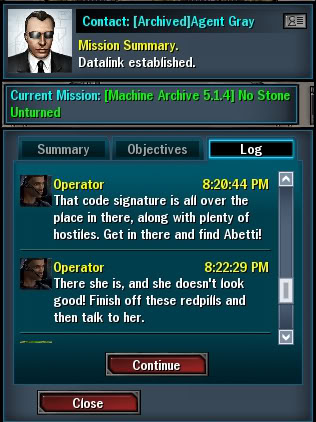 Contact: [Archived]Agent Gray
Mission Summary.
Datalink established.
Current Mission: [Machine Archive 5.1.4] No Stone
Unturned
Summary
Objectives
Log
Operator 8:20:44 PM
That code signature is all over the
place in there, along with plenty of
hostiles. Get in there and find Abetti!
Operator 8:22:29 PM
There she is, and she doesn't look
good! Finish off these redpills and
then talk to her.
Continue
Close